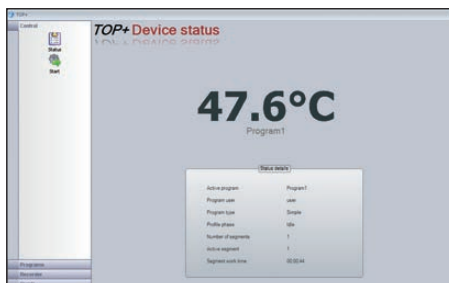 TOP+
Control
Status
Start
TOP+ Device status
47.6°C
Program1
Status details
Active program Program1
Program user user
Program type Simple
Profile phase Idle
Number of segments 1
Active segment 1
Segment work time 00:00:44
Programs
Recorder